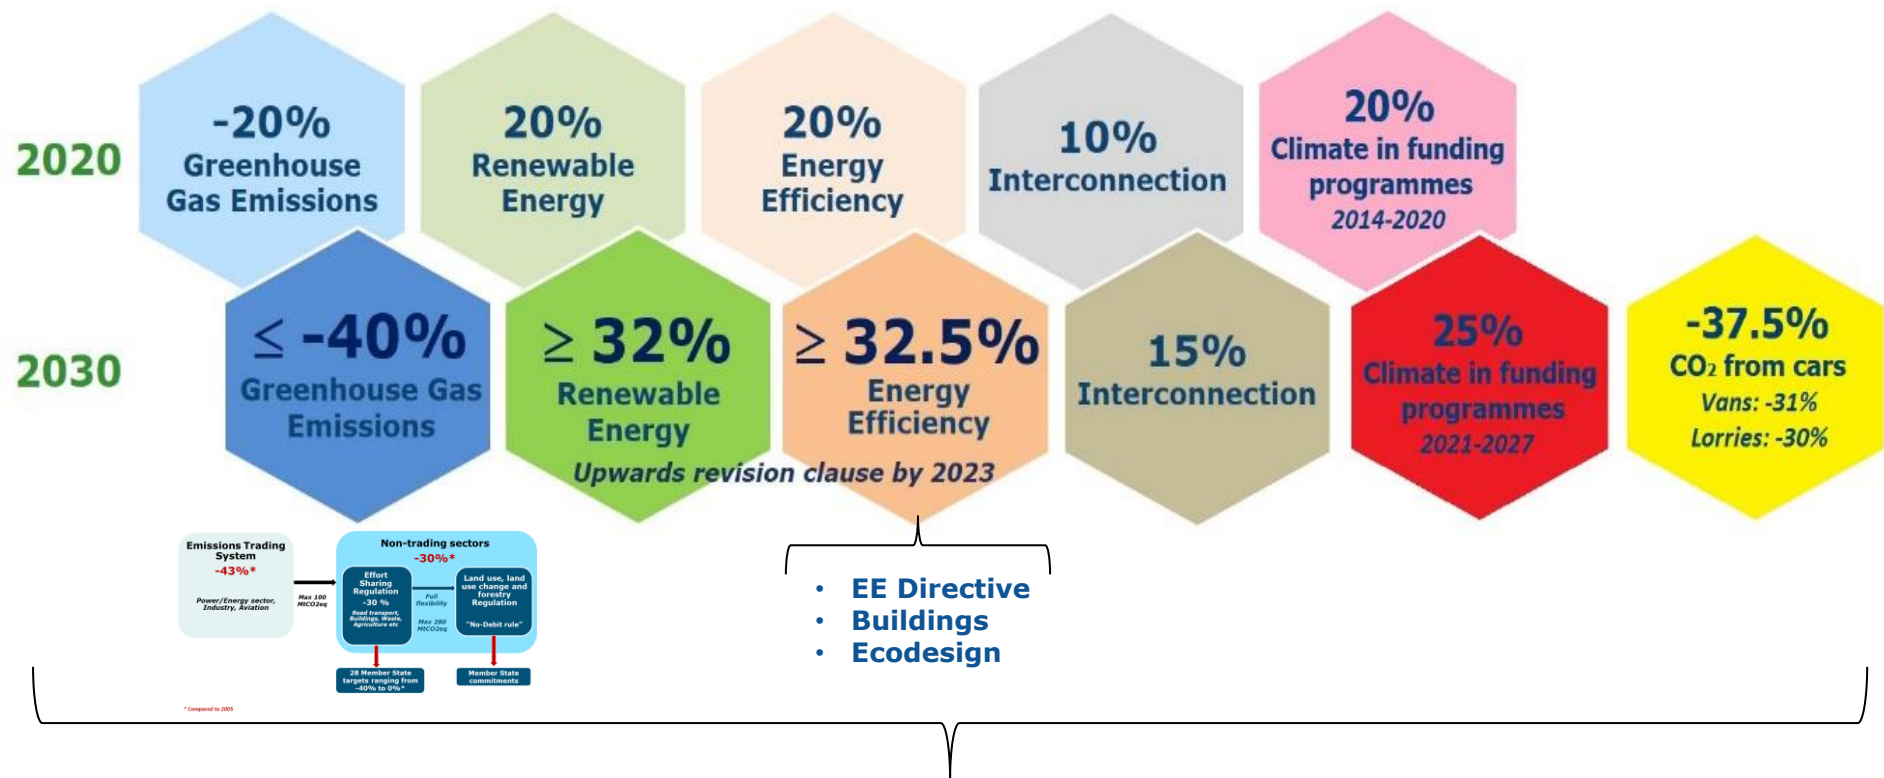 2020
-20%
Greenhouse
Gas Emissions
20%
Renewable
Energy
20%
Energy
Efficiency
10%
Interconnection
20%
Climate in funding
programmes
2014-2020
2030
≤ -40%
Greenhouse Gas
Emissions
≥ 32%
Renewable
Energy
≥ 32.5%
Energy
Efficiency
Upwards revision clause by 2023
15%
Interconnection
25%
Climate in funding
programmes
2021-2027
-37.5%
CO₂ from cars
Vans: -31%
Lorries: -30%
Emissions Trading
System
-43%*
Power/Energy sector,
Industry, Aviation
Max 100
MtCO2eq
Non-trading sectors
-30%*
Effort
Sharing
Regulation
-30 %
Road transport,
Buildings, Waste,
Agriculture etc
Full
flexibility
Max 280
MtCO2eq
Land use, land
use change and
forestry
Regulation
"No-Debit rule"
28 Member State
targets ranging from
-40% to 0%*
Member State
commitments
* Compared to 2005
• EE Directive
• Buildings
• Ecodesign